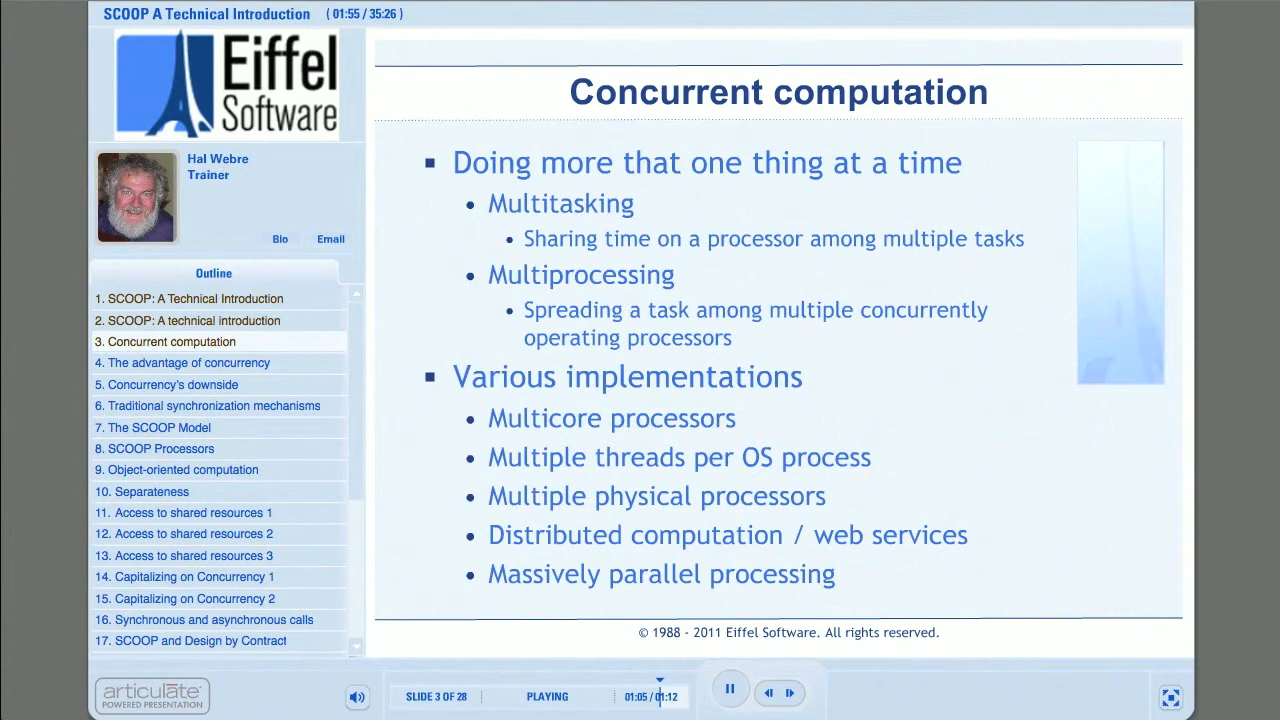 SCOOP A Technical Introduction ( 01:55 / 35:26 )
Eiffel
Software
Hal Webre
Trainer
Bio Email
Outline
1. SCOOP: A Technical Introduction
2. SCOOP: A technical introduction
3. Concurrent computation
4. The advantage of concurrency
5. Concurrency's downside
6. Traditional synchronization mechanisms
7. The SCOOP Model
8. SCOOP Processors
9. Object-oriented computation
10. Separateness
11. Access to shared resources 1
12. Access to shared resources 2
13. Access to shared resources 3
14. Capitalizing on Concurrency 1
15. Capitalizing on Concurrency 2
16. Synchronous and asynchronous calls
17. SCOOP and Design by Contract
Concurrent computation
Doing more that one thing at a time
Multitasking
Sharing time on a processor among multiple tasks
Multiprocessing
Spreading a task among multiple concurrently
operating processors
Various implementations
Multicore processors
Multiple threads per OS process
Multiple physical processors
Distributed computation / web services
Massively parallel processing
© 1988 - 2011 Eiffel Software. All rights reserved.
articulate®
POWERED PRESENTATION
SLIDE 3 OF 28 PLAYING 01:05 / 01:12